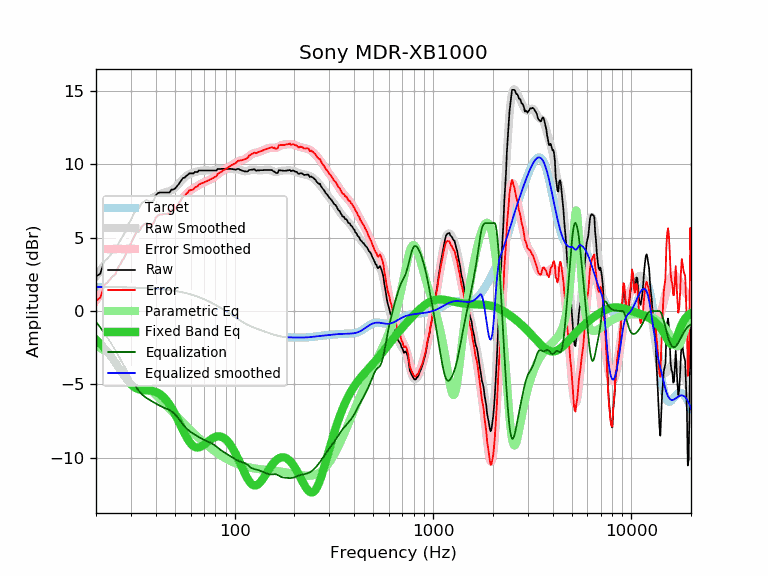 Sony MDR-XB1000
Amplitude (dBr)
15
10
5
0
−5
−10
Target
Raw Smoothed
Error Smoothed
Raw
Error
Parametric Eq
Fixed Band Eq
Equalization
Equalized smoothed
100
1000
10000
Frequency (Hz)